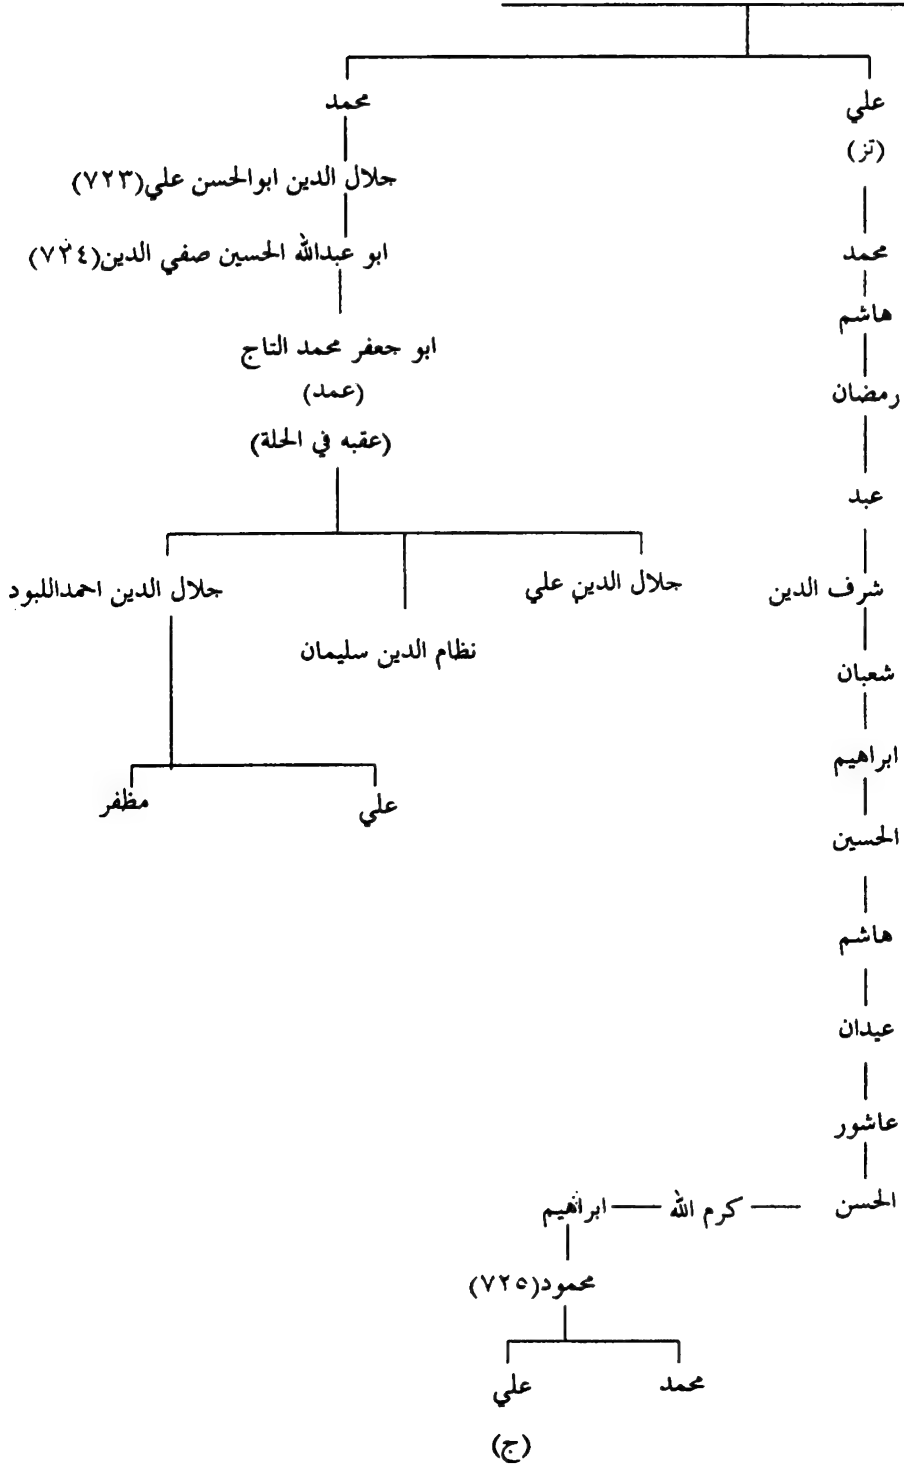 علي
محمد
(تز)
جلال الدين ابوالحسن علي(٧٢٣)
محمد
ابو عبدالله الحسين صفي الدين(٧٢٤)
هاشم
ابو جعفر محمد التاج
رمضان
(عمد)
(عقبه في الحلة)
عبد
شرف الدين
جلال الدين علي
جلال الدين احمداللبود
نظام الدين سليمان
شعبان
ابراهيم
علي
مظفر
الحسين
هاشم
عيدان
عاشور
الحسن — كرم الله — ابراهيم
محمود(٧٢٥)
محمد
علي
(ج)